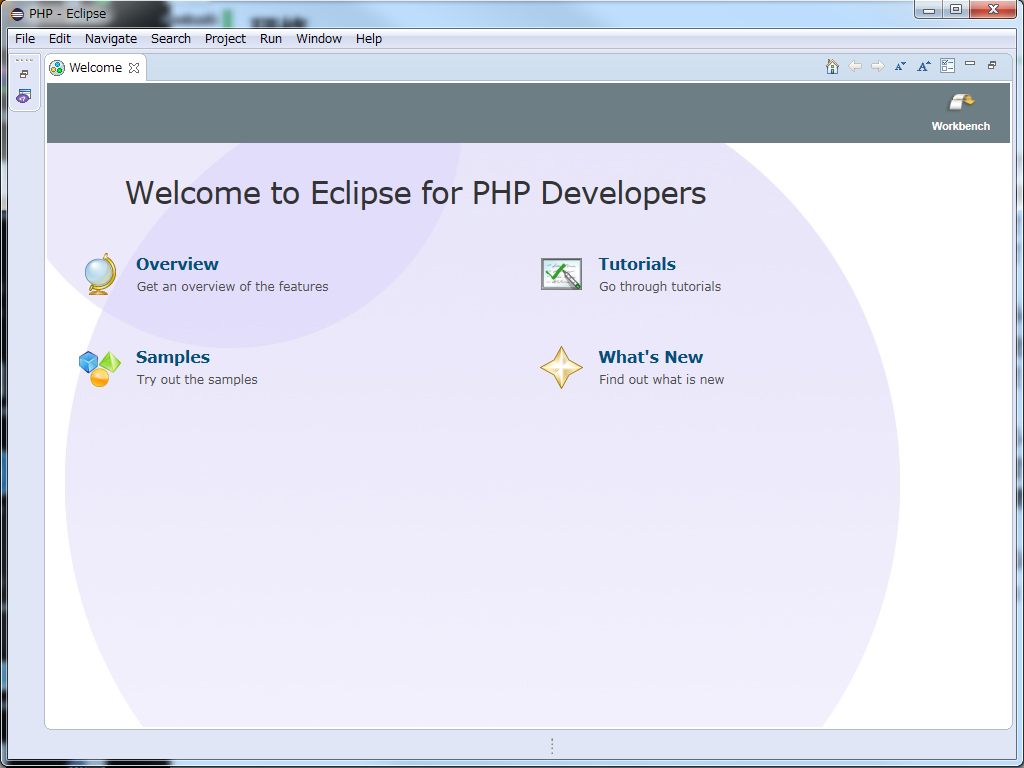 PHP - Eclipse
File Edit Navigate Search Project Run Window Help
Welcome
Workbench
Welcome to Eclipse for PHP Developers
Overview
Get an overview of the features
Tutorials
Go through tutorials
Samples
Try out the samples
What's New
Find out what is new